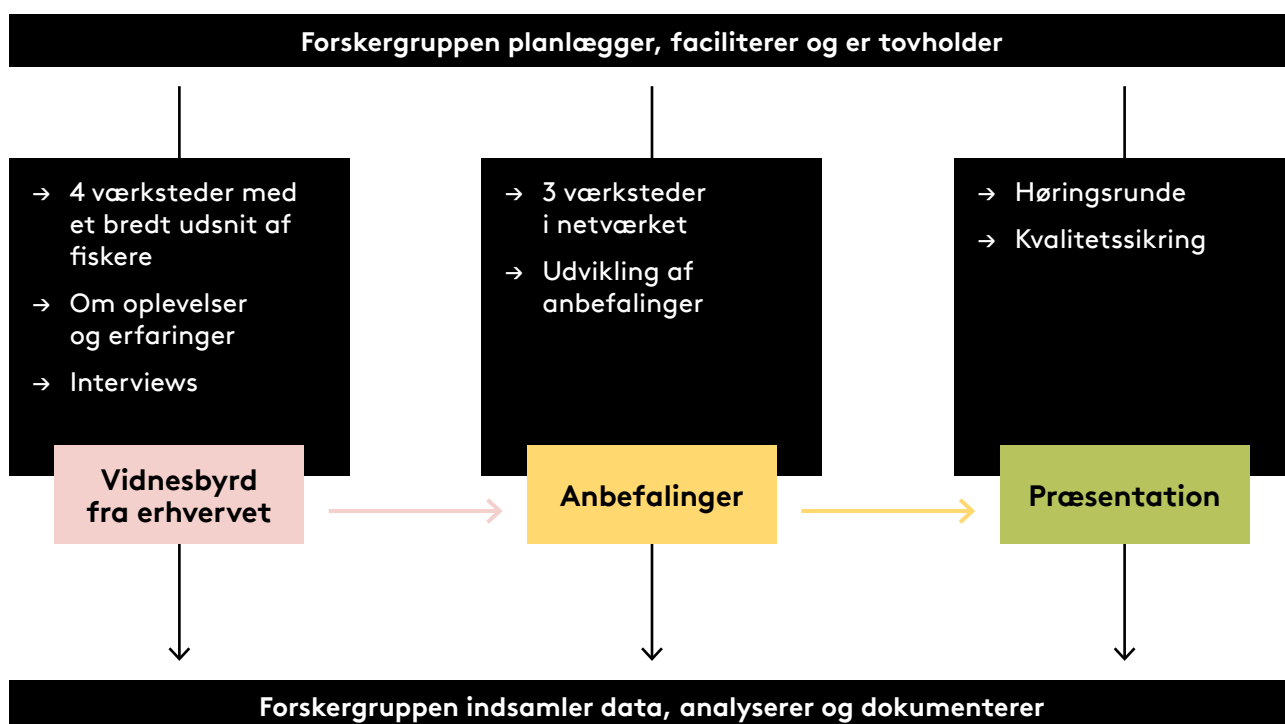 Forskergruppen planlægger, faciliterer og er tovholder
→ 4 værksteder med
et bredt udsnit af
fiskere
→ Om oplevelser
og erfaringer
→ Interviews
Vidnesbyrd
fra erhvervet
→ 3 værksteder
i netværket
→ Udvikling af
anbefalinger
Anbefalinger
→ Høringsrunde
→ Kvalitetssikring
Præsentation
Forskergruppen indsamler data, analyserer og dokumenterer